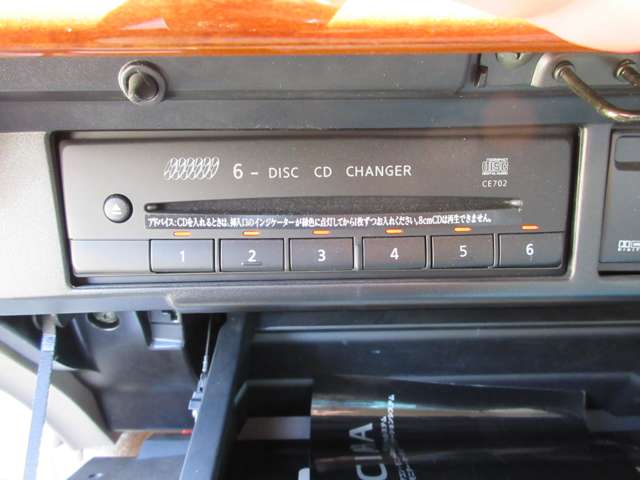 6 - DISC CD CHANGER
COMPACT
DISC
CE702
アドバイス:CDを入れるときは、挿入口のインジケーターが緑色に点灯してから1枚ずつお入れください。8cmCDは再生できません。
1 2 3 4 5 6